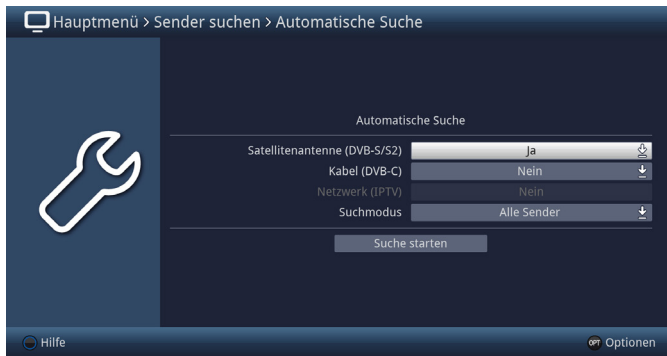 Hauptmenü > Sender suchen > Automatische Suche
Automatische Suche
Satellitenantenne (DVB-S/S2) Ja
Kabel (DVB-C) Nein
Netzwerk (IPTV) Nein
Suchmodus Alle Sender
Suche starten
Hilfe OPT Optionen